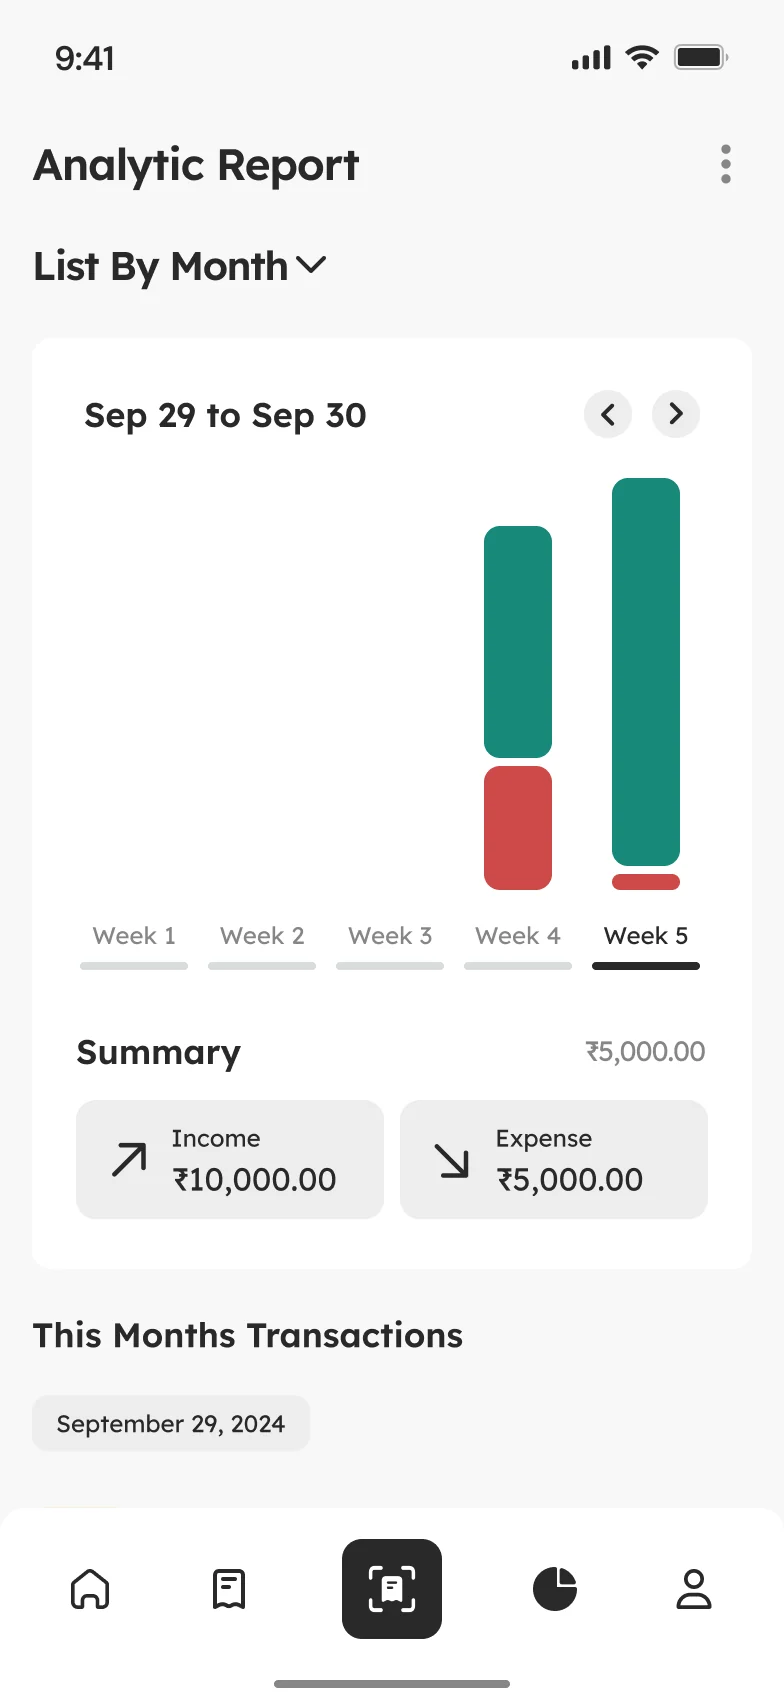 9:41
Analytic Report
List By Month
Sep 29 to Sep 30
Week 1
Week 2
Week 3
Week 4
Week 5
Summary
₹5,000.00
Income
₹10,000.00
Expense
₹5,000.00
This Months Transactions
September 29, 2024